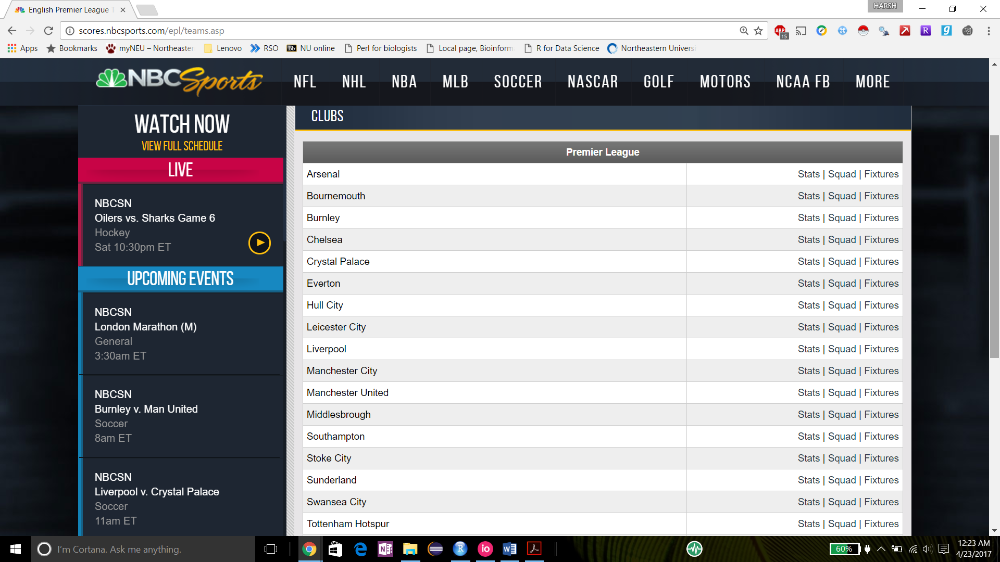 English Premier League T
HARSH
scores.nbcsports.com/epl/teams.asp
ABP
15
R
g
Apps
Bookmarks
myNEU – Northeaster
Lenovo
RSO
Bb NU online
Perl for biologists
Local page, Bioinform
R for Data Science
Northeastern Universi
NBC Sports
NFL
NHL
NBA
MLB
SOCCER
NASCAR
GOLF
MOTORS
NCAA FB
MORE
WATCH NOW
VIEW FULL SCHEDULE
LIVE
NBCSN
Oilers vs. Sharks Game 6
Hockey
Sat 10:30pm ET
UPCOMING EVENTS
NBCSN
London Marathon (M)
General
3:30am ET
NBCSN
Burnley v. Man United
Soccer
8am ET
NBCSN
Liverpool v. Crystal Palace
Soccer
11am ET
CLUBS
Premier League
Arsenal Stats | Squad | Fixtures
Bournemouth Stats | Squad | Fixtures
Burnley Stats | Squad | Fixtures
Chelsea Stats | Squad | Fixtures
Crystal Palace Stats | Squad | Fixtures
Everton Stats | Squad | Fixtures
Hull City Stats | Squad | Fixtures
Leicester City Stats | Squad | Fixtures
Liverpool Stats | Squad | Fixtures
Manchester City Stats | Squad | Fixtures
Manchester United Stats | Squad | Fixtures
Middlesbrough Stats | Squad | Fixtures
Southampton Stats | Squad | Fixtures
Stoke City Stats | Squad | Fixtures
Sunderland Stats | Squad | Fixtures
Swansea City Stats | Squad | Fixtures
Tottenham Hotspur Stats | Squad | Fixtures
I'm Cortana. Ask me anything.
N
R
io
W
60%
12:23 AM
4/23/2017